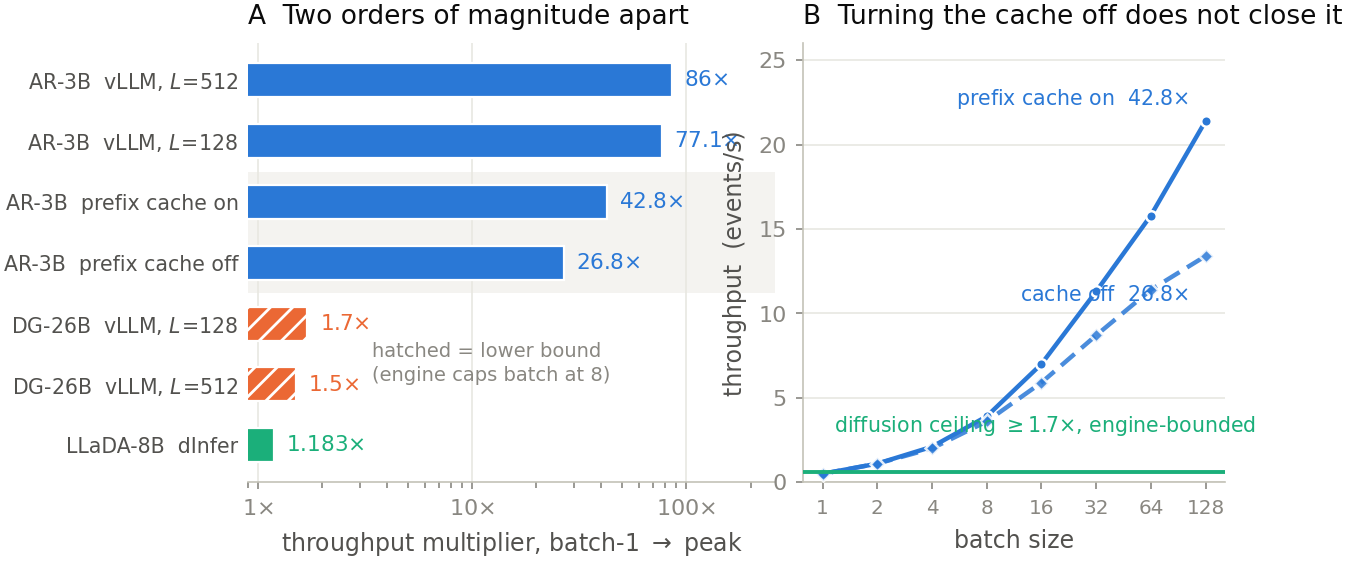 A Two orders of magnitude apart
AR-3B vLLM, L=512
86×
AR-3B vLLM, L=128
77.1×
AR-3B prefix cache on
42.8×
AR-3B prefix cache off
26.8×
DG-26B vLLM, L=128
1.7×
hatched = lower bound
(engine caps batch at 8)
DG-26B vLLM, L=512
1.5×
LLaDA-8B dInfer
1.183×
1×
10×
100×
throughput multiplier, batch-1 → peak
B Turning the cache off does not close it
throughput (events/s)
25
20
15
10
5
0
prefix cache on 42.8×
cache off 26.8×
diffusion ceiling ≥1.7×, engine-bounded
1 2 4 8 16 32 64 128
batch size